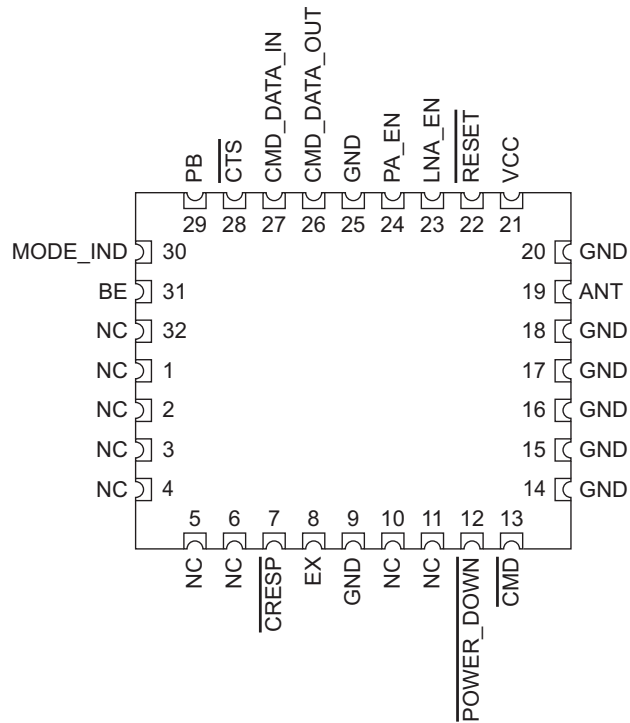 PB
CTS
CMD_DATA_IN
CMD_DATA_OUT
GND
PA_EN
LNA_EN
RESET
VCC
29
28
27
26
25
24
23
22
21
MODE_IND 30
BE 31
NC 32
NC 1
NC 2
NC 3
NC 4
20 GND
19 ANT
18 GND
17 GND
16 GND
15 GND
14 GND
5
6
7
8
9
10
11
12
13
NC
NC
CRESP
EX
GND
NC
NC
POWER_DOWN
CMD